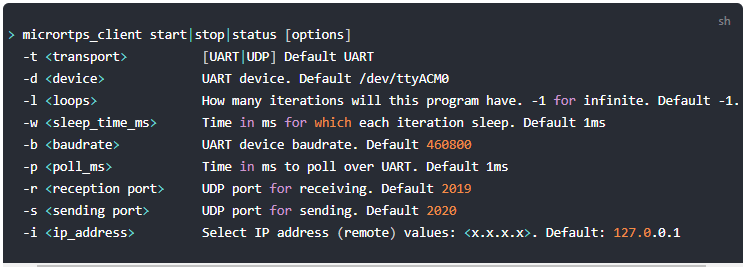 sh
> micrortps_client start|stop|status [options]
-t <transport> [UART|UDP] Default UART
-d <device> UART device. Default /dev/ttyACM0
-l <loops> How many iterations will this program have. -1 for infinite. Default -1.
-w <sleep_time_ms> Time in ms for which each iteration sleep. Default 1ms
-b <baudrate> UART device baudrate. Default 460800
-p <poll_ms> Time in ms to poll over UART. Default 1ms
-r <reception port> UDP port for receiving. Default 2019
-s <sending port> UDP port for sending. Default 2020
-i <ip_address> Select IP address (remote) values: <x.x.x.x>. Default: 127.0.0.1